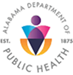 ALABAMA DEPARTMENT OF
EST. 1875
PUBLIC HEALTH